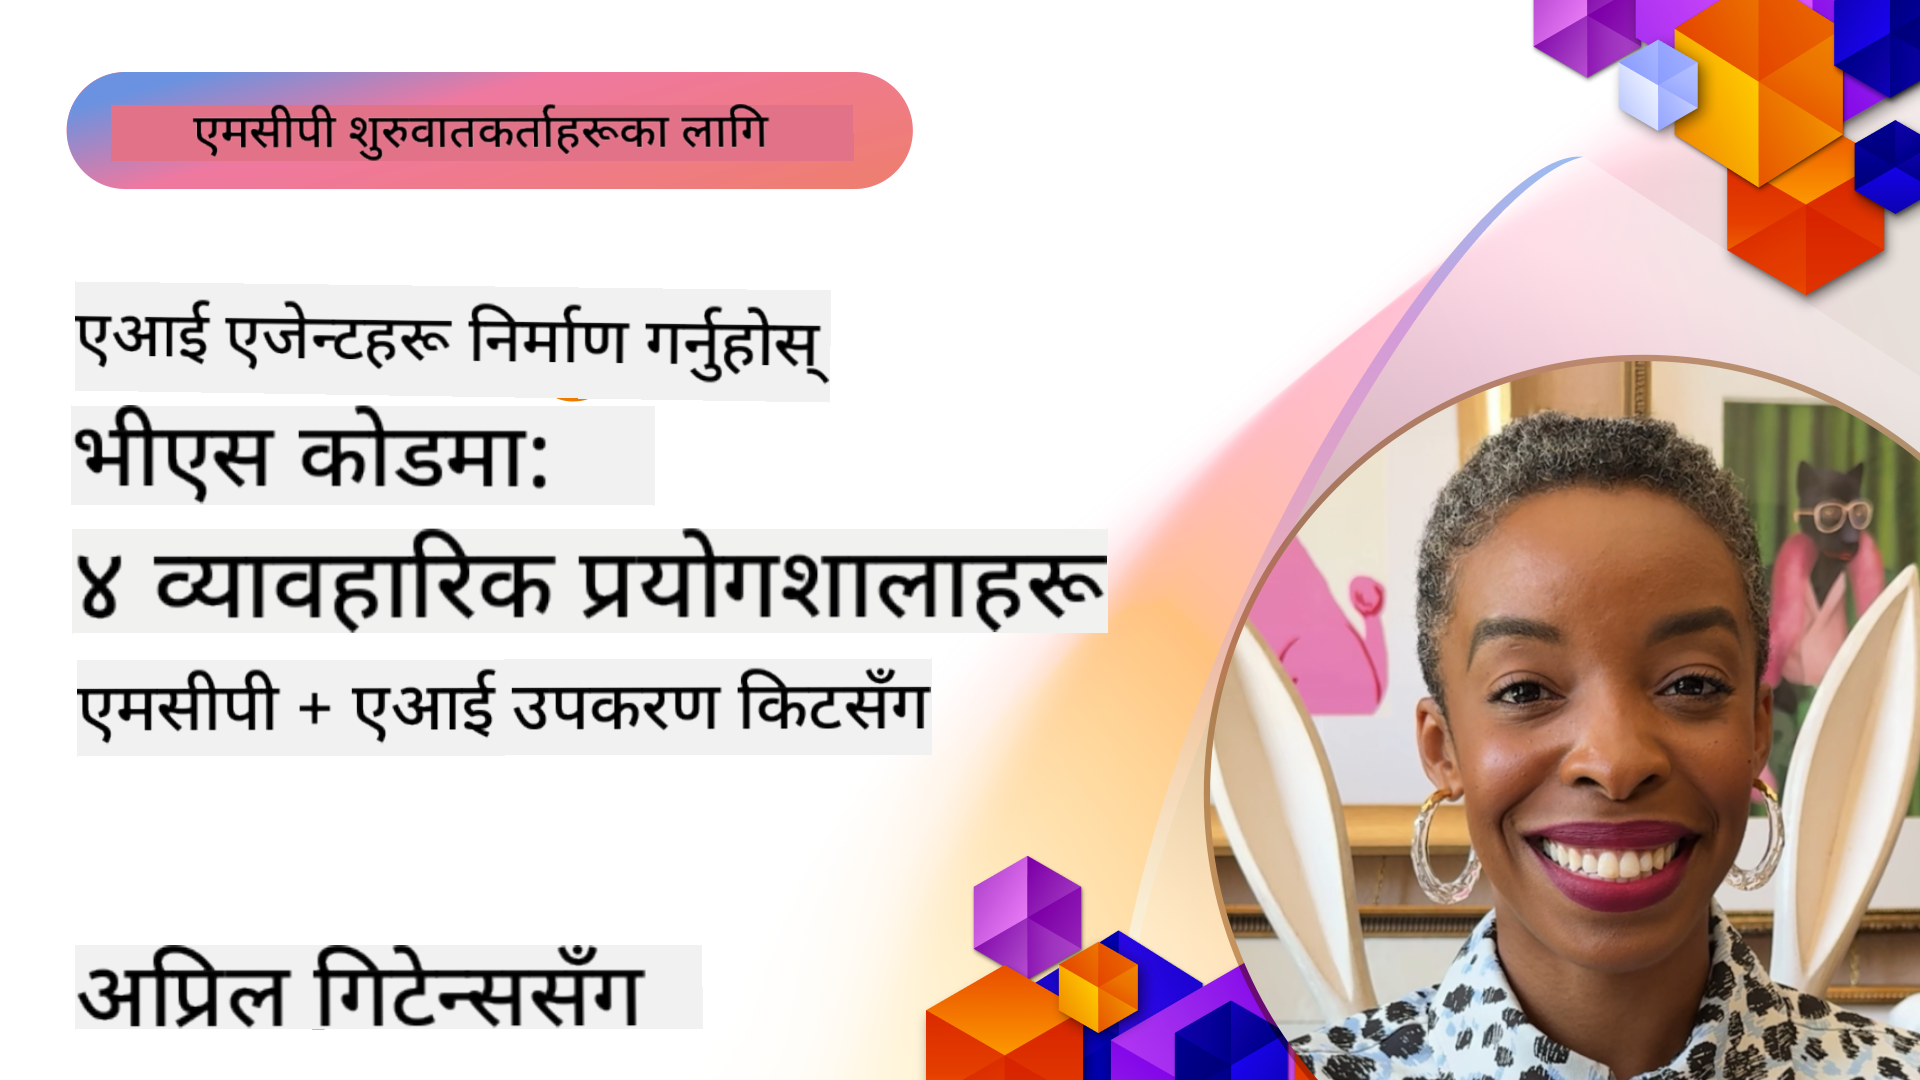 एमसीपी शुरुवातकर्ताहरूका लागि
एआई एजेन्टहरू निर्माण गर्नुहोस्
भीएस कोडमा:
४ व्यावहारिक प्रयोगशालाहरू
एमसीपी + एआई उपकरण किटसँग
अप्रिल गिटेन्ससँग